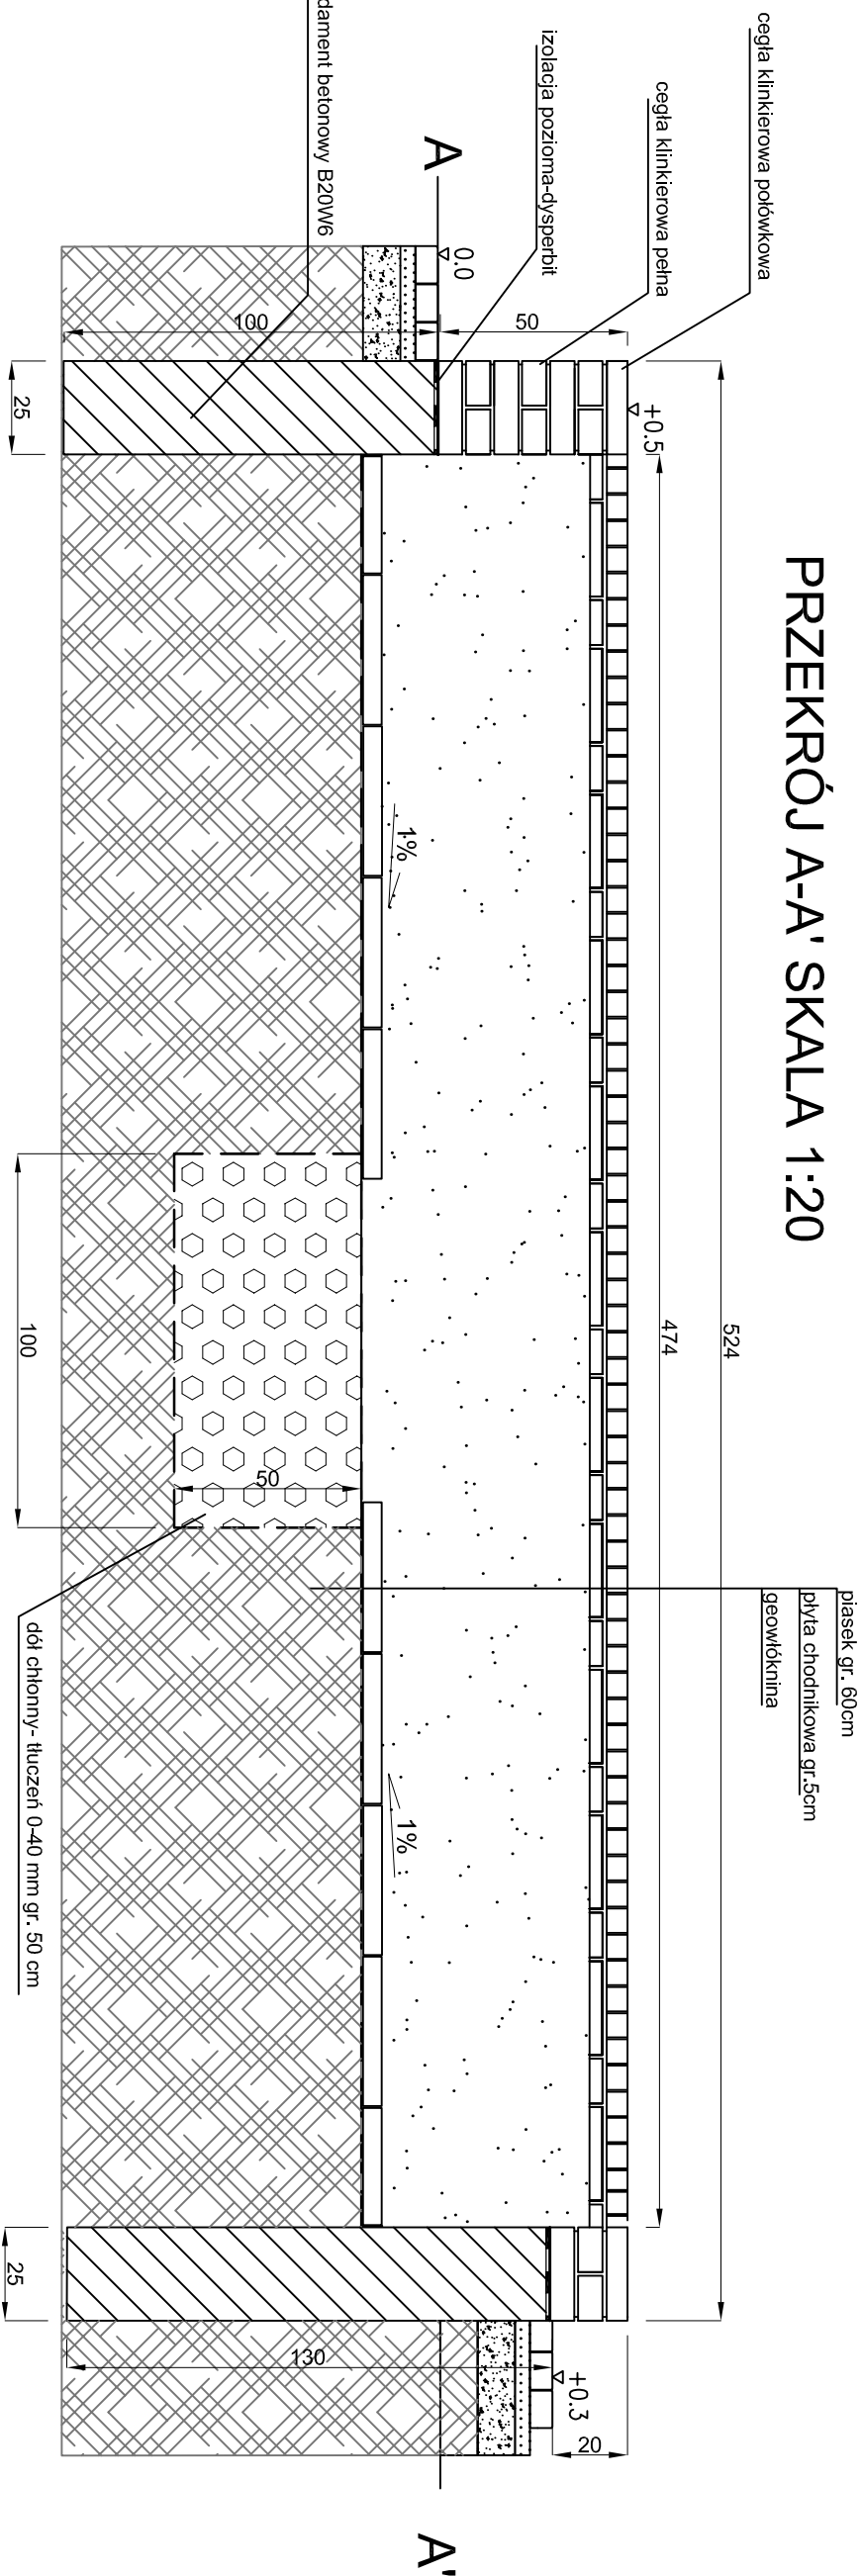 PRZEKRÓJ A-A' SKALA 1:20
piasek gr. 60cm
płyta chodnikowa gr.5cm
geowłóknina
cegła klinkierowa połówkowa
cegła klinkierowa pełna
izolacja pozioma-dysperbit
dament betonowy B20W6
dół chłonny- tłuczeń 0-40 mm gr. 50 cm
524
474
+0.5
50
0.0
A
100
25
1%
1%
50
100
+0.3
20
130
25
A'